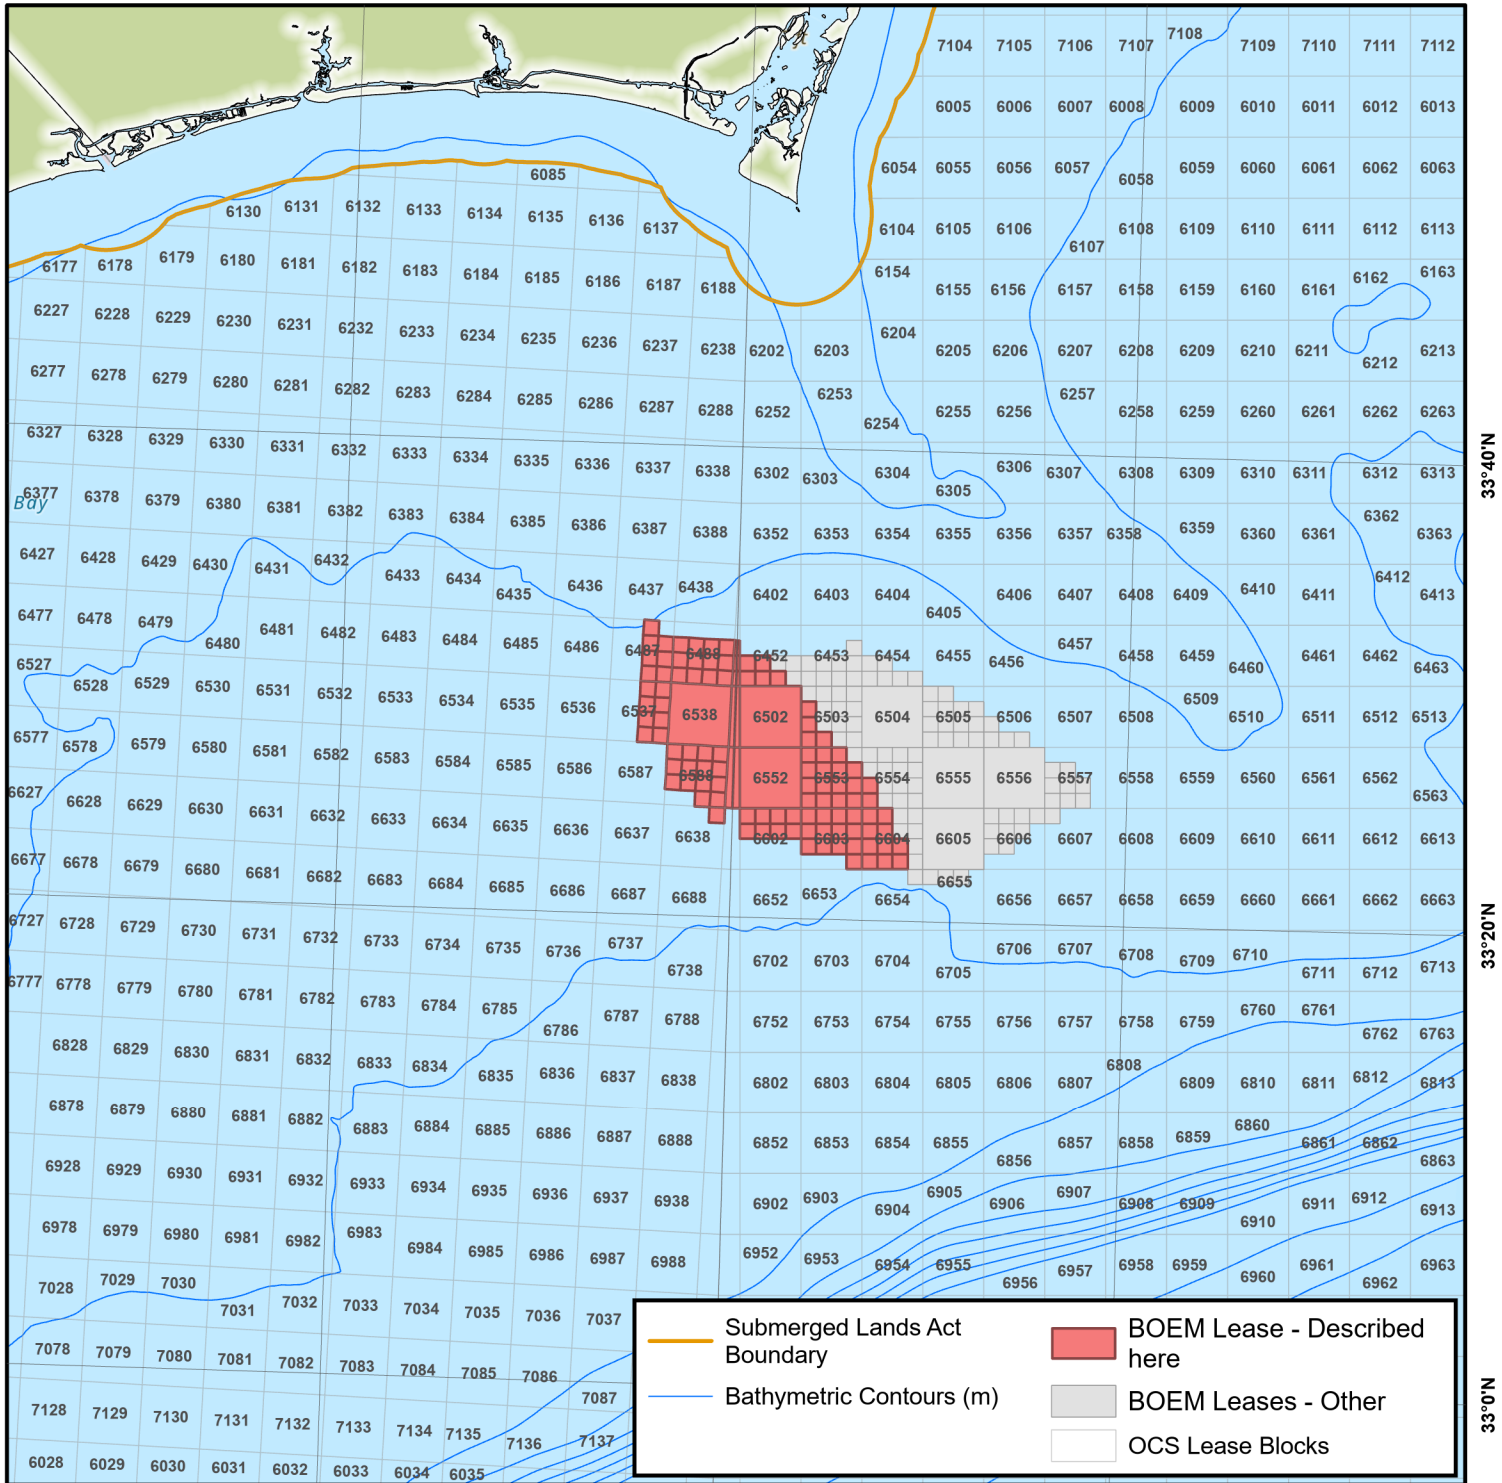 7104 7105 7106 7107 7108 7109 7110 7111 7112
6005 6006 6007 6008 6009 6010 6011 6012 6013
6054 6055 6056 6057 6058 6059 6060 6061 6062 6063
6085
6130 6131 6132 6133 6134 6135 6136 6137 6104 6105 6106 6107 6108 6109 6110 6111 6112 6113
6177 6178 6179 6180 6181 6182 6183 6184 6185 6186 6187 6188 6154 6155 6156 6157 6158 6159 6160 6161 6162 6163
6227 6228 6229 6230 6231 6232 6233 6234 6235 6236 6237 6238 6202 6203 6204 6205 6206 6207 6208 6209 6210 6211 6212 6213
6277 6278 6279 6280 6281 6282 6283 6284 6285 6286 6287 6288 6252 6253 6254 6255 6256 6257 6258 6259 6260 6261 6262 6263
6327 6328 6329 6330 6331 6332 6333 6334 6335 6336 6337 6338 6302 6303 6304 6305 6306 6307 6308 6309 6310 6311 6312 6313
33°40'N
6377 6378 6379 6380 6381 6382 6383 6384 6385 6386 6387 6388 6352 6353 6354 6355 6356 6357 6358 6359 6360 6361 6362 6363
Bay
6427 6428 6429 6430 6431 6432 6433 6434 6435 6436 6437 6438 6402 6403 6404 6405 6406 6407 6408 6409 6410 6411 6412 6413
6477 6478 6479 6480 6481 6482 6483 6484 6485 6486 6487 6488 6452 6453 6454 6455 6456 6457 6458 6459 6460 6461 6462 6463
6527 6528 6529 6530 6531 6532 6533 6534 6535 6536 6537 6538 6502 6503 6504 6505 6506 6507 6508 6509 6510 6511 6512 6513
6577 6578 6579 6580 6581 6582 6583 6584 6585 6586 6587 6588 6552 6553 6554 6555 6556 6557 6558 6559 6560 6561 6562 6563
6627 6628 6629 6630 6631 6632 6633 6634 6635 6636 6637 6638 6602 6603 6604 6605 6606 6607 6608 6609 6610 6611 6612 6613
6677 6678 6679 6680 6681 6682 6683 6684 6685 6686 6687 6688 6652 6653 6654 6655 6656 6657 6658 6659 6660 6661 6662 6663
33°20'N
6727 6728 6729 6730 6731 6732 6733 6734 6735 6736 6737 6738 6702 6703 6704 6705 6706 6707 6708 6709 6710 6711 6712 6713
6777 6778 6779 6780 6781 6782 6783 6784 6785 6786 6787 6788 6752 6753 6754 6755 6756 6757 6758 6759 6760 6761 6762 6763
6828 6829 6830 6831 6832 6833 6834 6835 6836 6837 6838 6802 6803 6804 6805 6806 6807 6808 6809 6810 6811 6812 6813
6878 6879 6880 6881 6882 6883 6884 6885 6886 6887 6888 6852 6853 6854 6855 6856 6857 6858 6859 6860 6861 6862 6863
6928 6929 6930 6931 6932 6933 6934 6935 6936 6937 6938 6902 6903 6904 6905 6906 6907 6908 6909 6910 6911 6912 6913
6978 6979 6980 6981 6982 6983 6984 6985 6986 6987 6988 6952 6953 6954 6955 6956 6957 6958 6959 6960 6961 6962 6963
7028 7029 7030 7031 7032 7033 7034 7035 7036 7037
7078 7079 7080 7081 7082 7083 7084 7085 7086 7087
7128 7129 7130 7131 7132 7133 7134 7135 7136 7137
6028 6029 6030 6031 6032 6033 6034 6035
33°0'N
Submerged Lands Act
Boundary
Bathymetric Contours (m)
BOEM Lease - Described
here
BOEM Leases - Other
OCS Lease Blocks